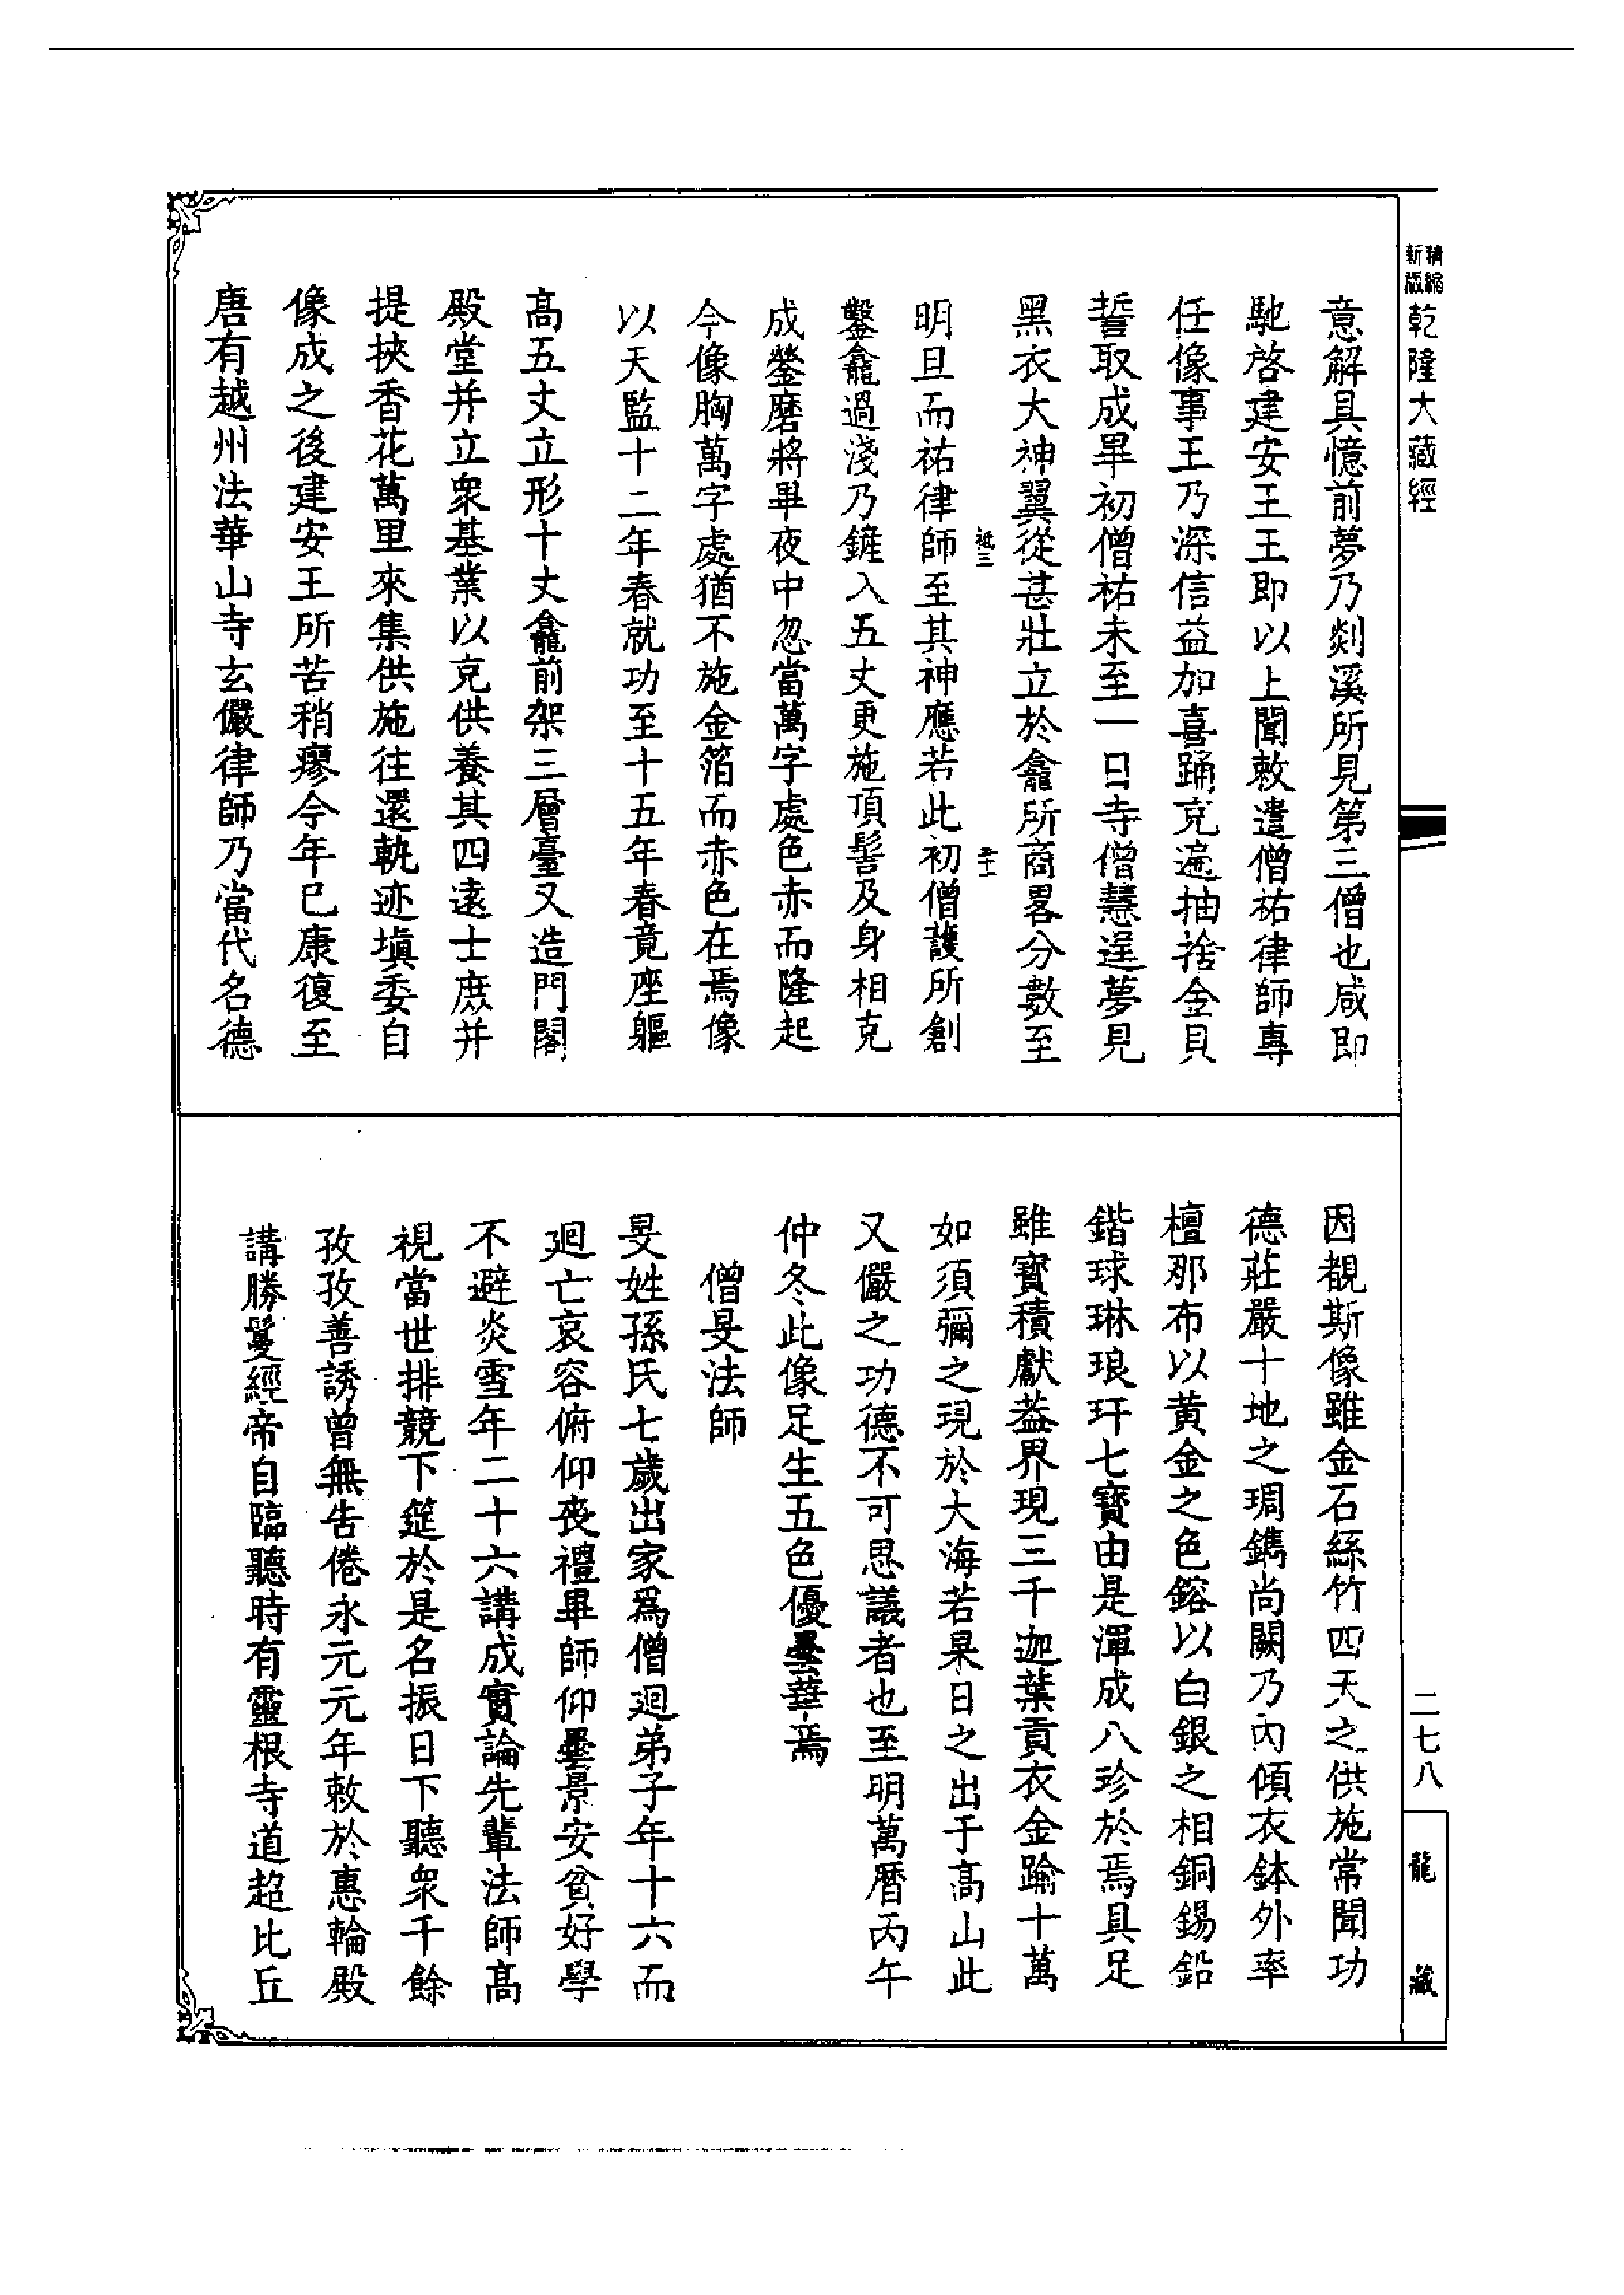 精縮
新版
乾隆大藏經
意解具憶前夢乃剡溪所見第三僧也咸即
馳啓建安王王即以上聞敕遣僧祐律師專
任像事王乃深信益加喜踊充遍抽捨金貝
誓取成畢初僧祐未至一日寺僧慧逞夢見
黑衣大神翼從甚壯立於龕所商畧分數至
明旦而祐律師至其神應若此初僧護所創
鑿龕過淺乃鏟入五丈更施頂髻及身相克
成瑩磨將畢夜中忽當萬字處色赤而隆起
今像胸萬字處猶不施金箔而赤色在焉像
以天監十二年春就功至十五年春竟座軀
高五丈立形十丈龕前架三層臺又造門閣
殿堂并立衆基業以充供養其四遠士庶并
提挾香花萬里來集供施往還軌迹填委自
像成之後建安王所苦稍瘳今年已康復至
唐有越州法華山寺玄儼律師乃當代名德
因覩斯像雖金石絲竹四天之供施常聞功
德莊嚴十地之琱鐫尚闕乃內傾衣鉢外率
檀那布以黄金之色鎔以白銀之相銅錫鉛
鍇球琳琅玕七寶由是渾成八珍於焉具足
雖寳積獻葢界現三千迦葉貢衣金踰十萬
如須彌之現於大海若杲日之出于高山此
又儼之功德不可思議者也至明萬曆丙午
仲冬此像足生五色優曇華焉
僧旻法師
旻姓孫氏七歲出家爲僧迴弟子年十六而
迴亡哀容俯仰喪禮畢師仰曇景安貧好學
不避炎雪年二十六講成實論先輩法師高
視當世排競下筵於是名振日下聽衆千餘
孜孜善誘曾無告倦永元元年敕於惠輪殿
講勝鬘經帝自臨聽時有靈根寺道超比丘
二七八
龍藏